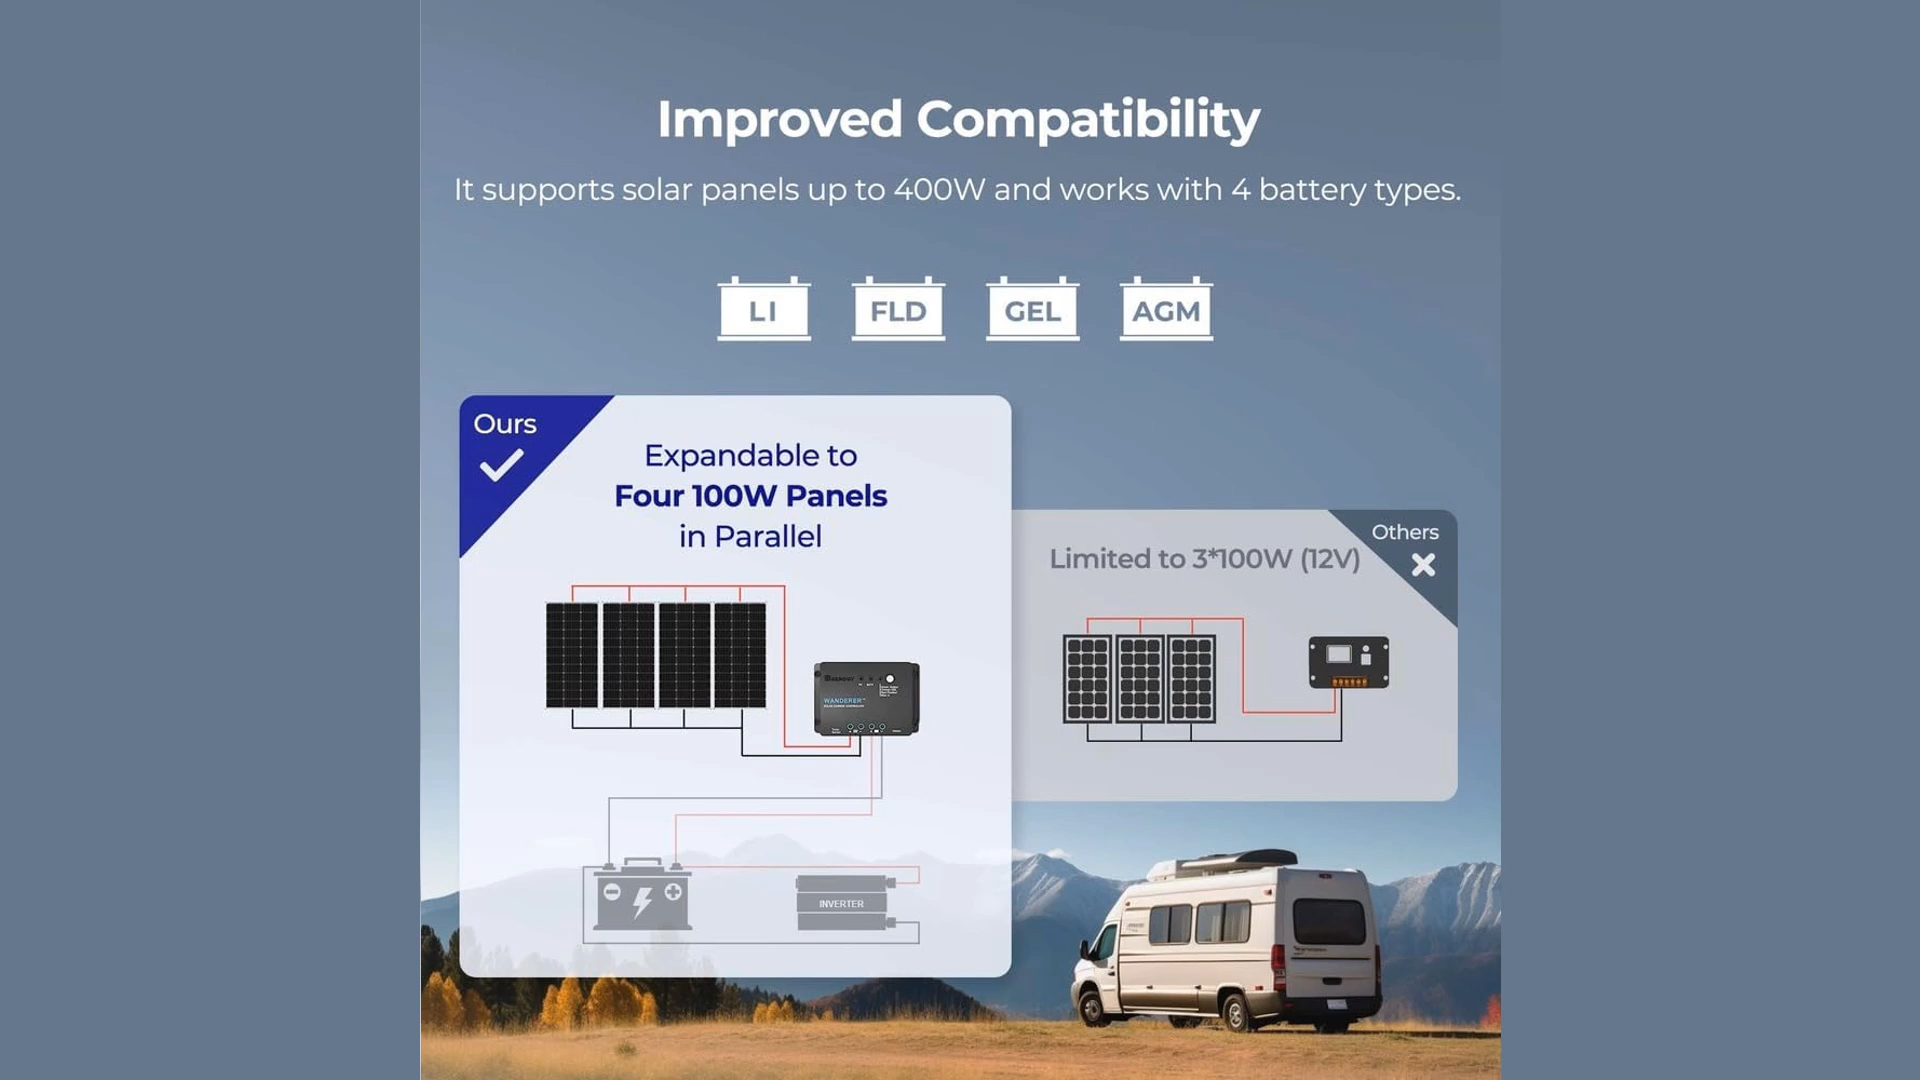 Improved Compatibility
It supports solar panels up to 400W and works with 4 battery types.
LI FLD GEL AGM
Ours
Expandable to
Four 100W Panels
in Parallel
Others
Limited to 3*100W (12V)
WANDERER
INVERTER